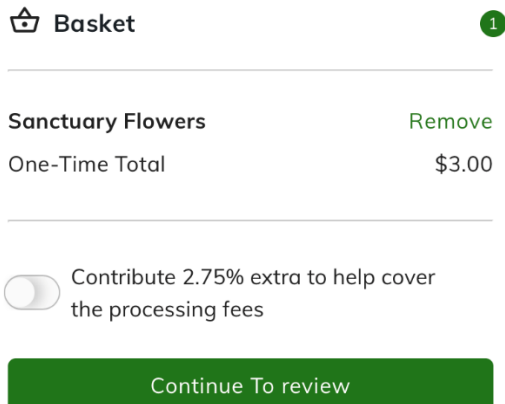 Basket 1
Sanctuary Flowers Remove
One-Time Total $3.00
Contribute 2.75% extra to help cover
the processing fees
Continue To review